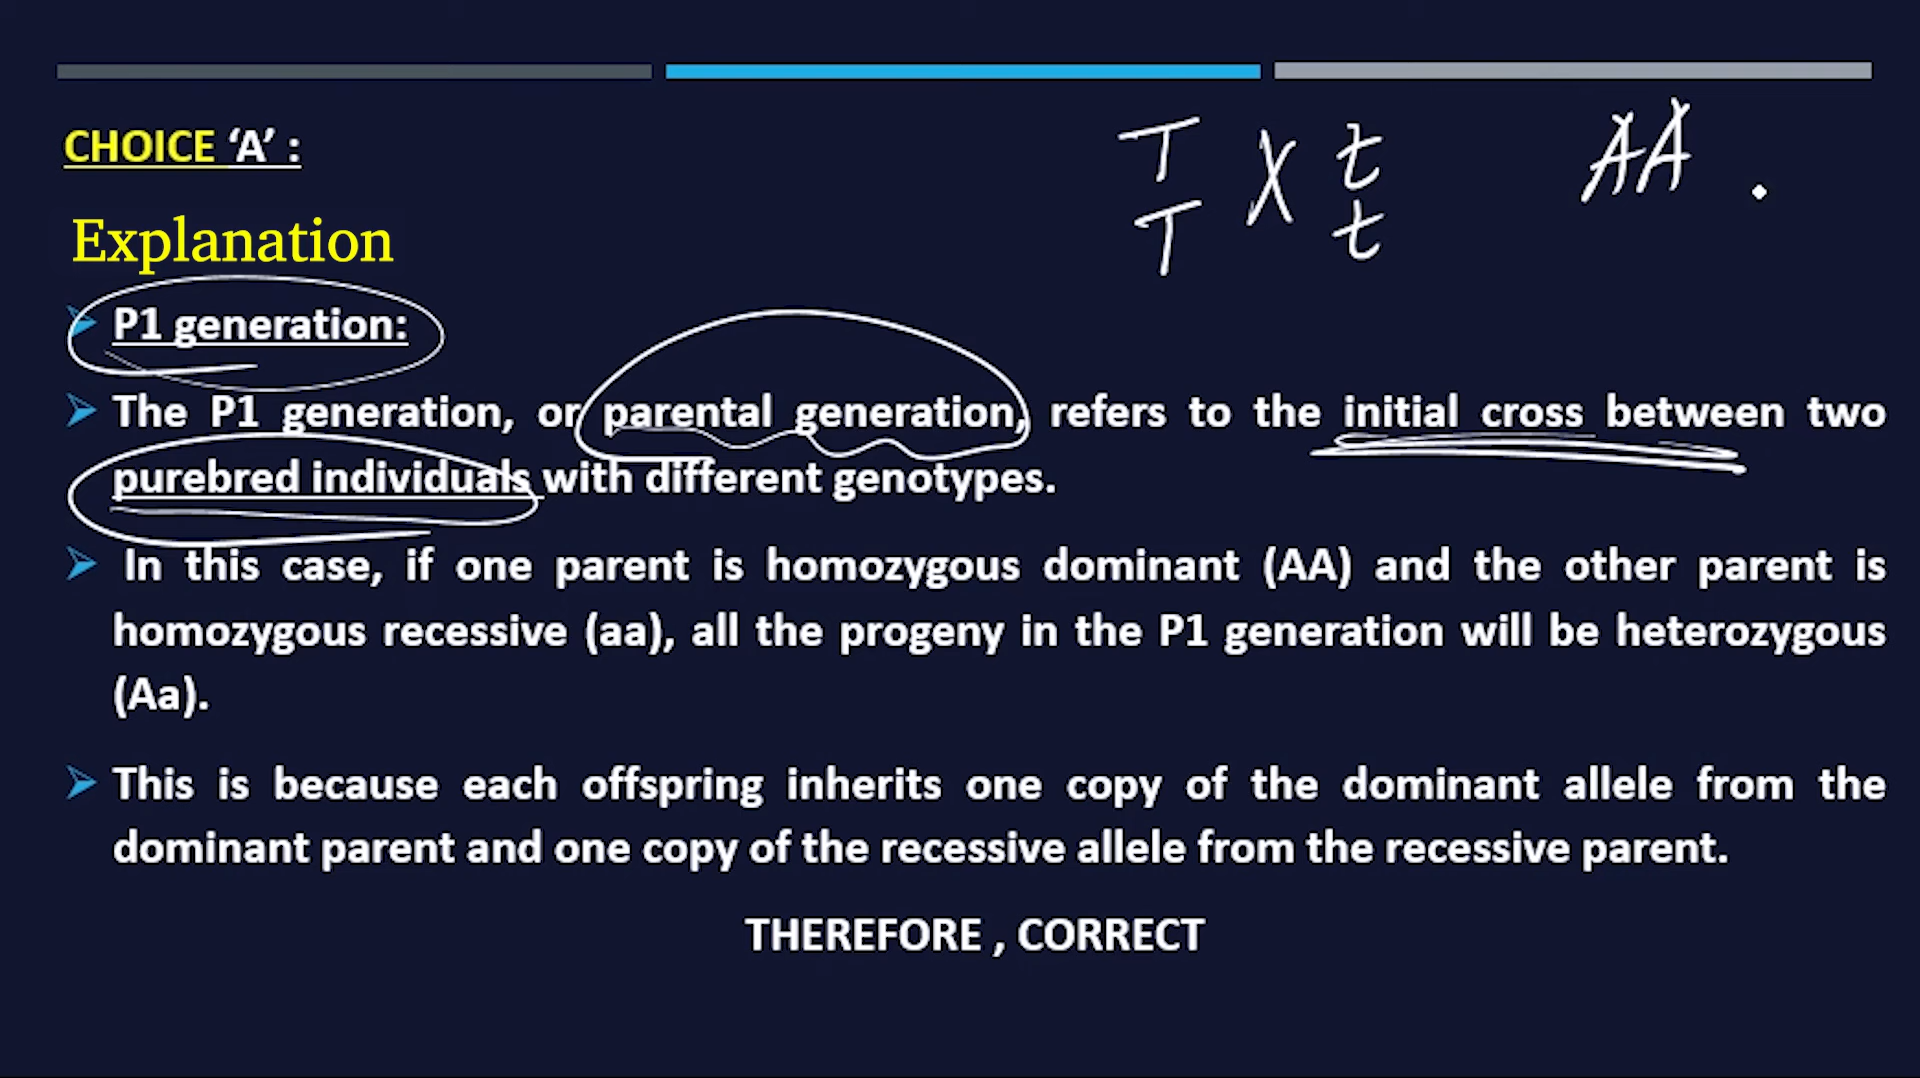 CHOICE ‘A’ :
T X t AA
T t
Explanation
P1 generation:
The P1 generation, or parental generation, refers to the initial cross between two
purebred individuals with different genotypes.
In this case, if one parent is homozygous dominant (AA) and the other parent is
homozygous recessive (aa), all the progeny in the P1 generation will be heterozygous
(Aa).
This is because each offspring inherits one copy of the dominant allele from the
dominant parent and one copy of the recessive allele from the recessive parent.
THEREFORE , CORRECT